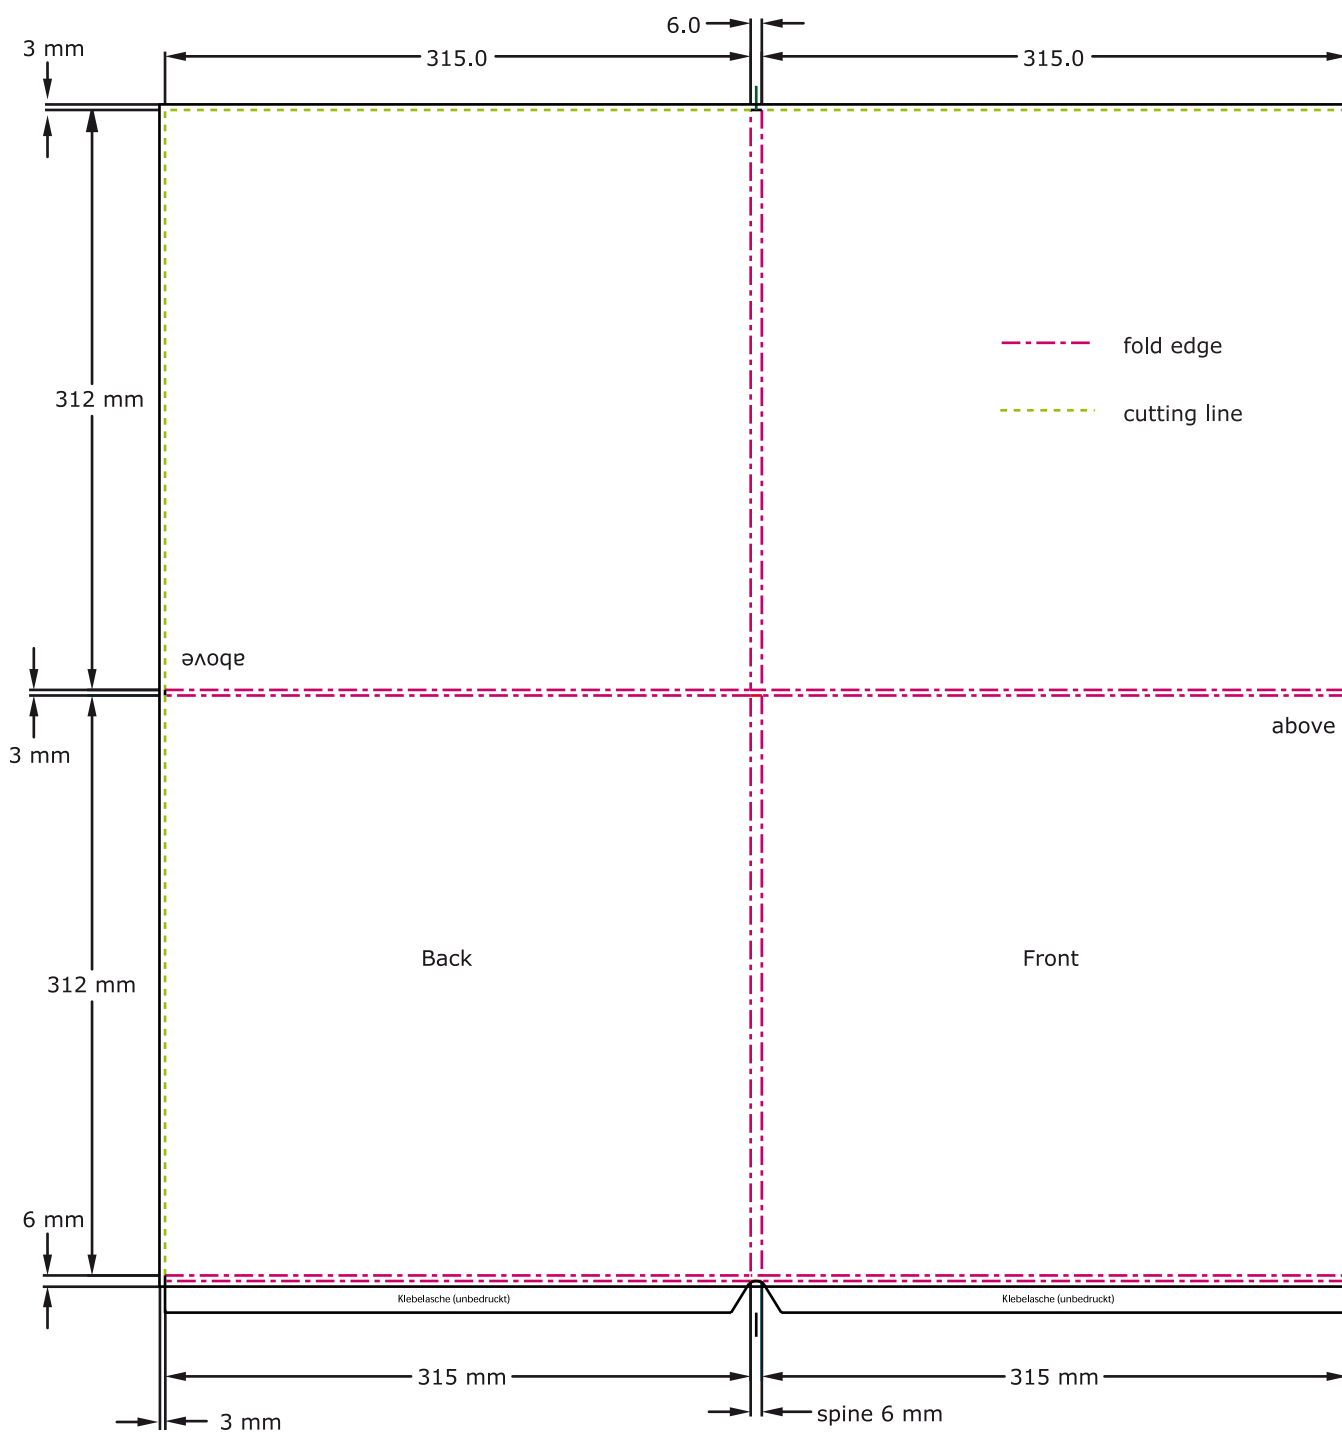 6.0
3 mm
315.0
315.0
fold edge
312 mm
cutting line
above
above
3 mm
Back
Front
312 mm
6 mm
Klebelasche (unbedruckt)
Klebelasche (unbedruckt)
315 mm
315 mm
spine 6 mm
3 mm